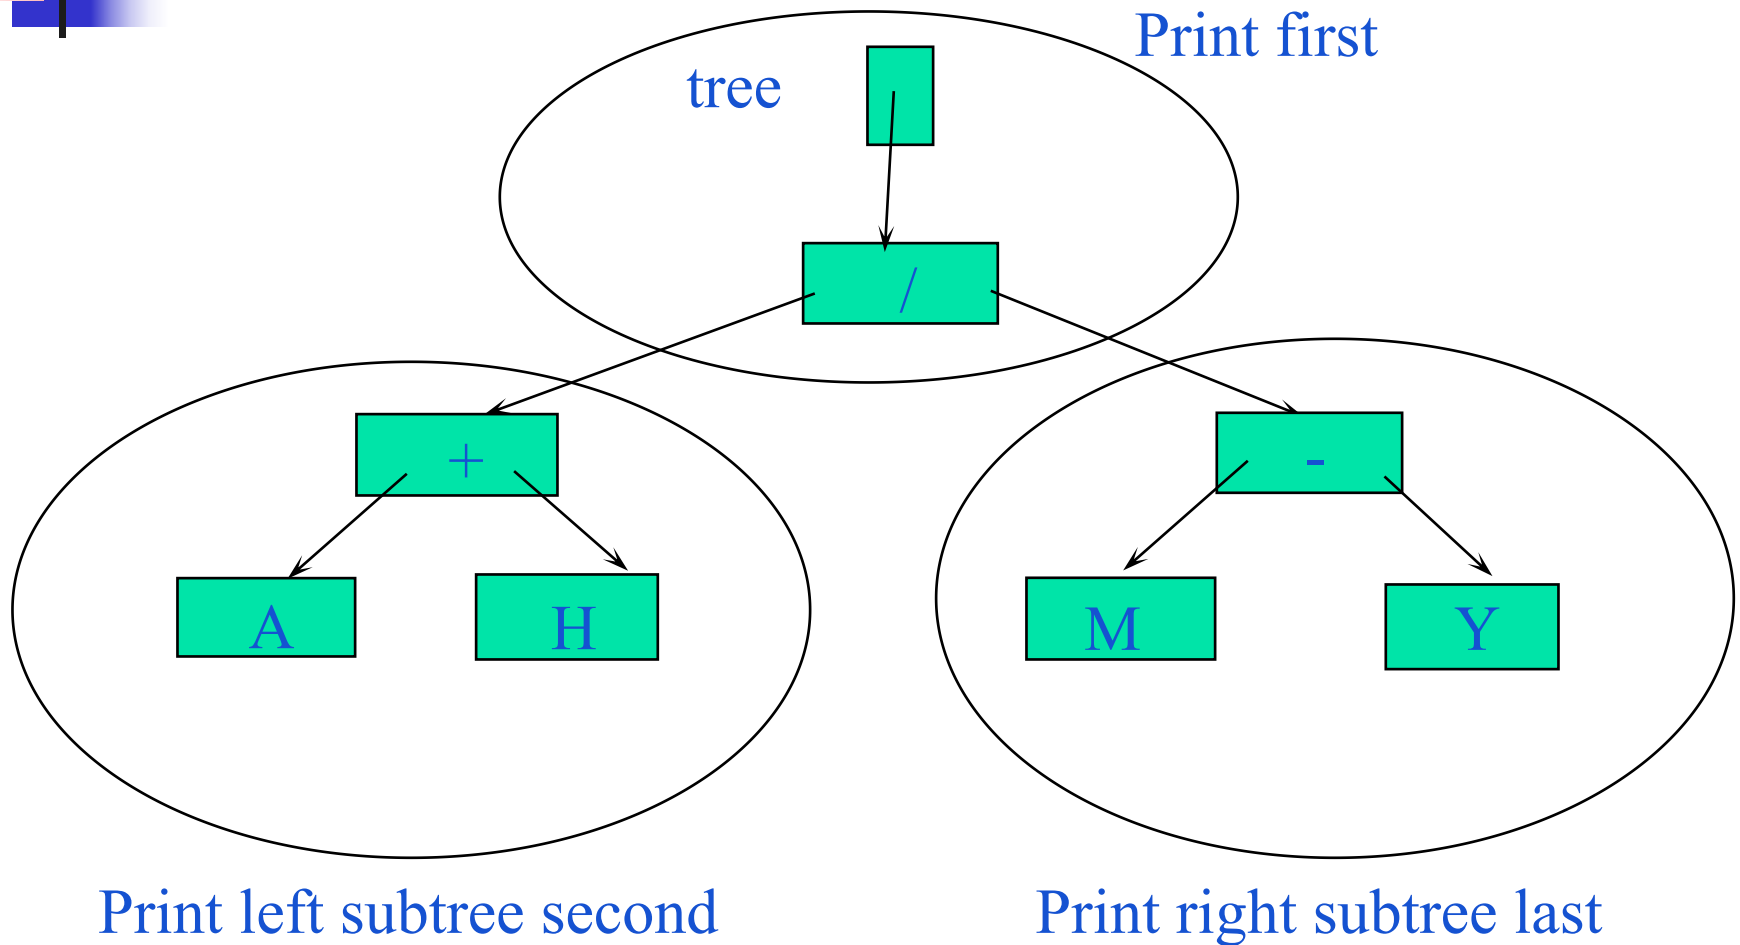 Print first
tree
/
+
-
A H M Y
Print left subtree second
Print right subtree last